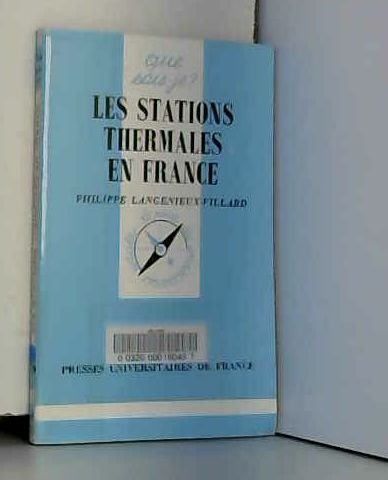 que
sais-je?
LES STATIONS
THERMALES
EN FRANCE
PHILIPPE LANGENIEUX-VILLARD
PRESSES UNIVERSITAIRES DE FRANCE